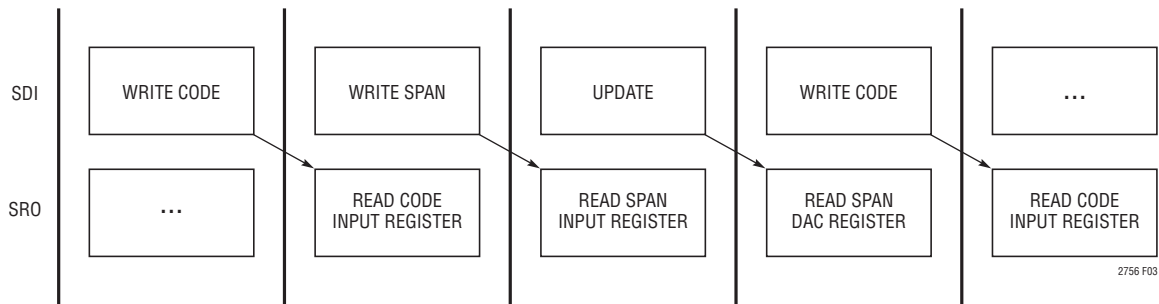 SDI
WRITE CODE
WRITE SPAN
UPDATE
WRITE CODE
...
SRO
...
READ CODE
INPUT REGISTER
READ SPAN
INPUT REGISTER
READ SPAN
DAC REGISTER
READ CODE
INPUT REGISTER
2756 F03